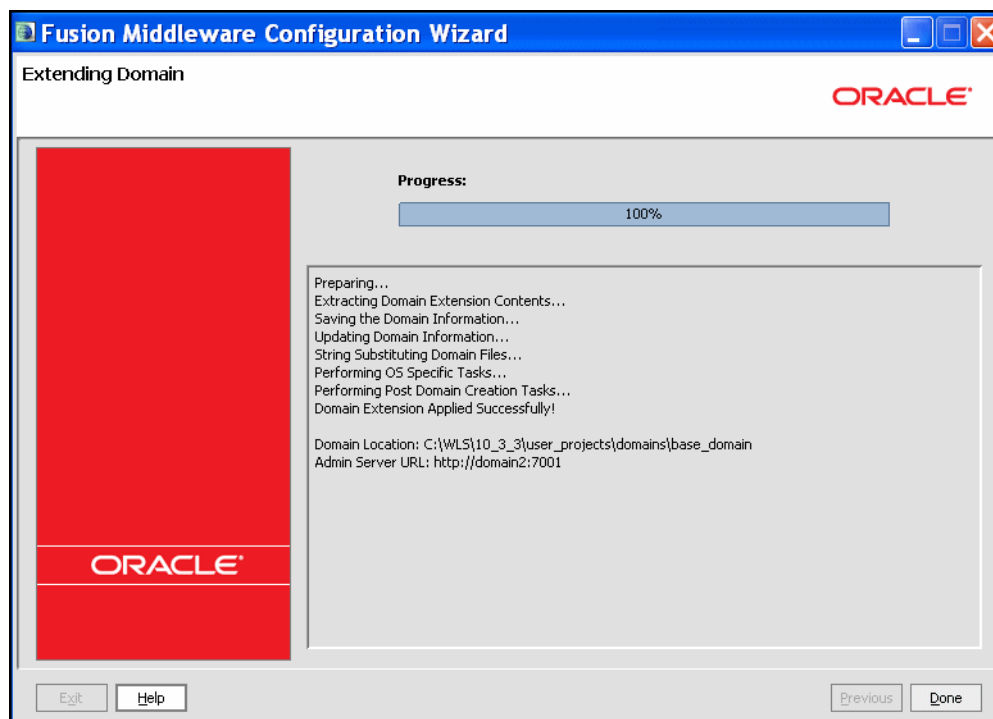 Fusion Middleware Configuration Wizard
Extending Domain
ORACLE
Progress:
100%
Preparing...
Extracting Domain Extension Contents...
Saving the Domain Information...
Updating Domain Information...
String Substituting Domain Files...
Performing OS Specific Tasks...
Performing Post Domain Creation Tasks...
Domain Extension Applied Successfully!
Domain Location: C:\WLS\10_3_3\user_projects\domains\base_domain
Admin Server URL: http://domain2:7001
ORACLE
Exit Help Previous Done